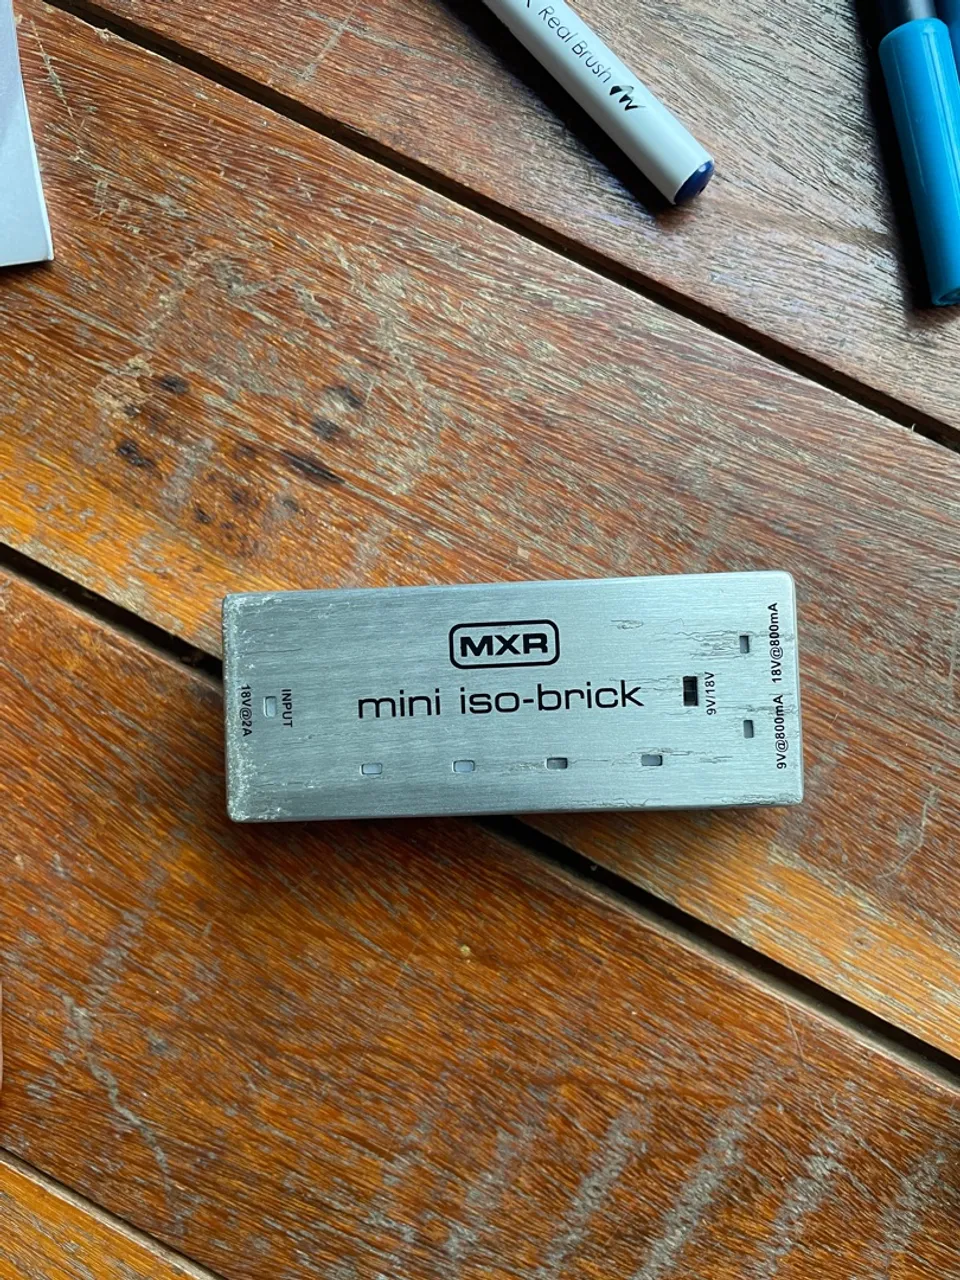 Real Brush
MXR
mini iso-brick
INPUT
18V@2A
9V/18V
18V@800mA
9V@800mA